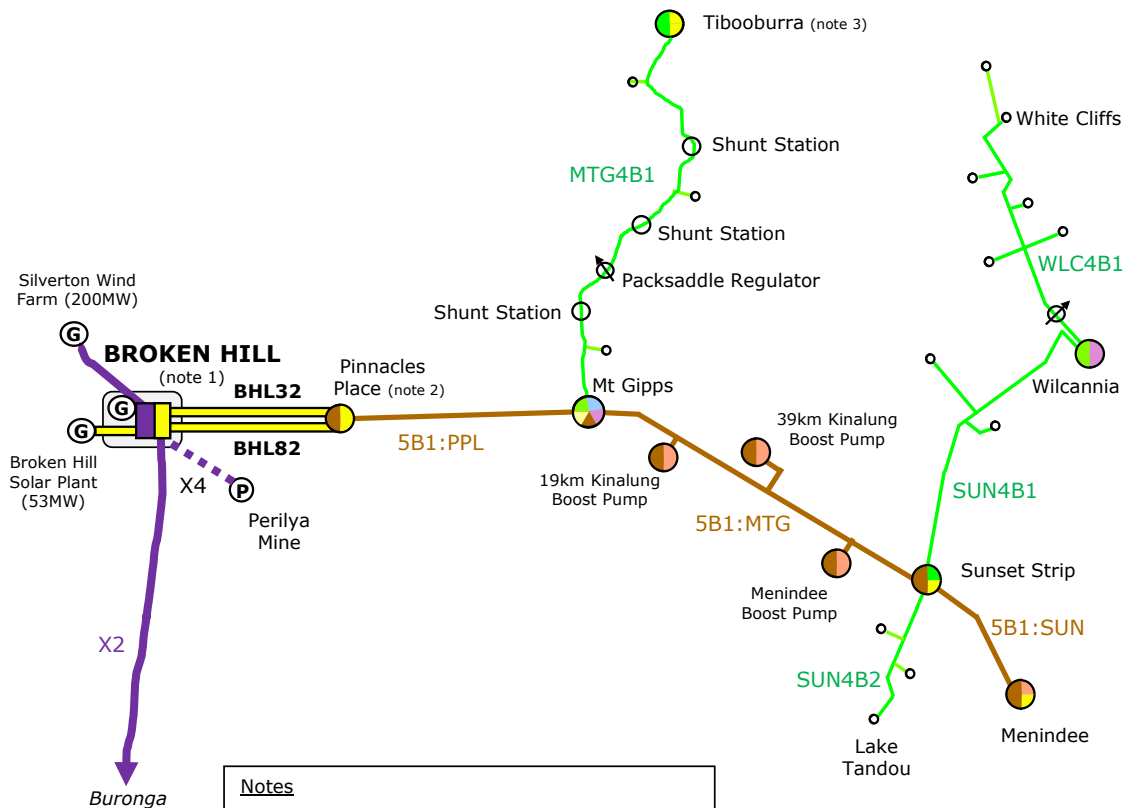 Tibooburra (note 3)
White Cliffs
Shunt Station
MTG4B1
Shunt Station
WLC4B1
Silverton Wind
Farm (200MW)
Packsaddle Regulator
Shunt Station
G
BROKEN HILL
(note 1)
Pinnacles
Place (note 2)
Wilcannia
BHL32
Mt Gipps
G
G
BHL82
5B1:PPL
39km Kinalung
Boost Pump
Broken Hill
Solar Plant
(53MW)
X4
P
Perilya
Mine
19km Kinalung
Boost Pump
SUN4B1
5B1:MTG
Sunset Strip
Menindee
Boost Pump
5B1:SUN
X2
SUN4B2
Menindee
Lake
Tandou
Buronga
Notes